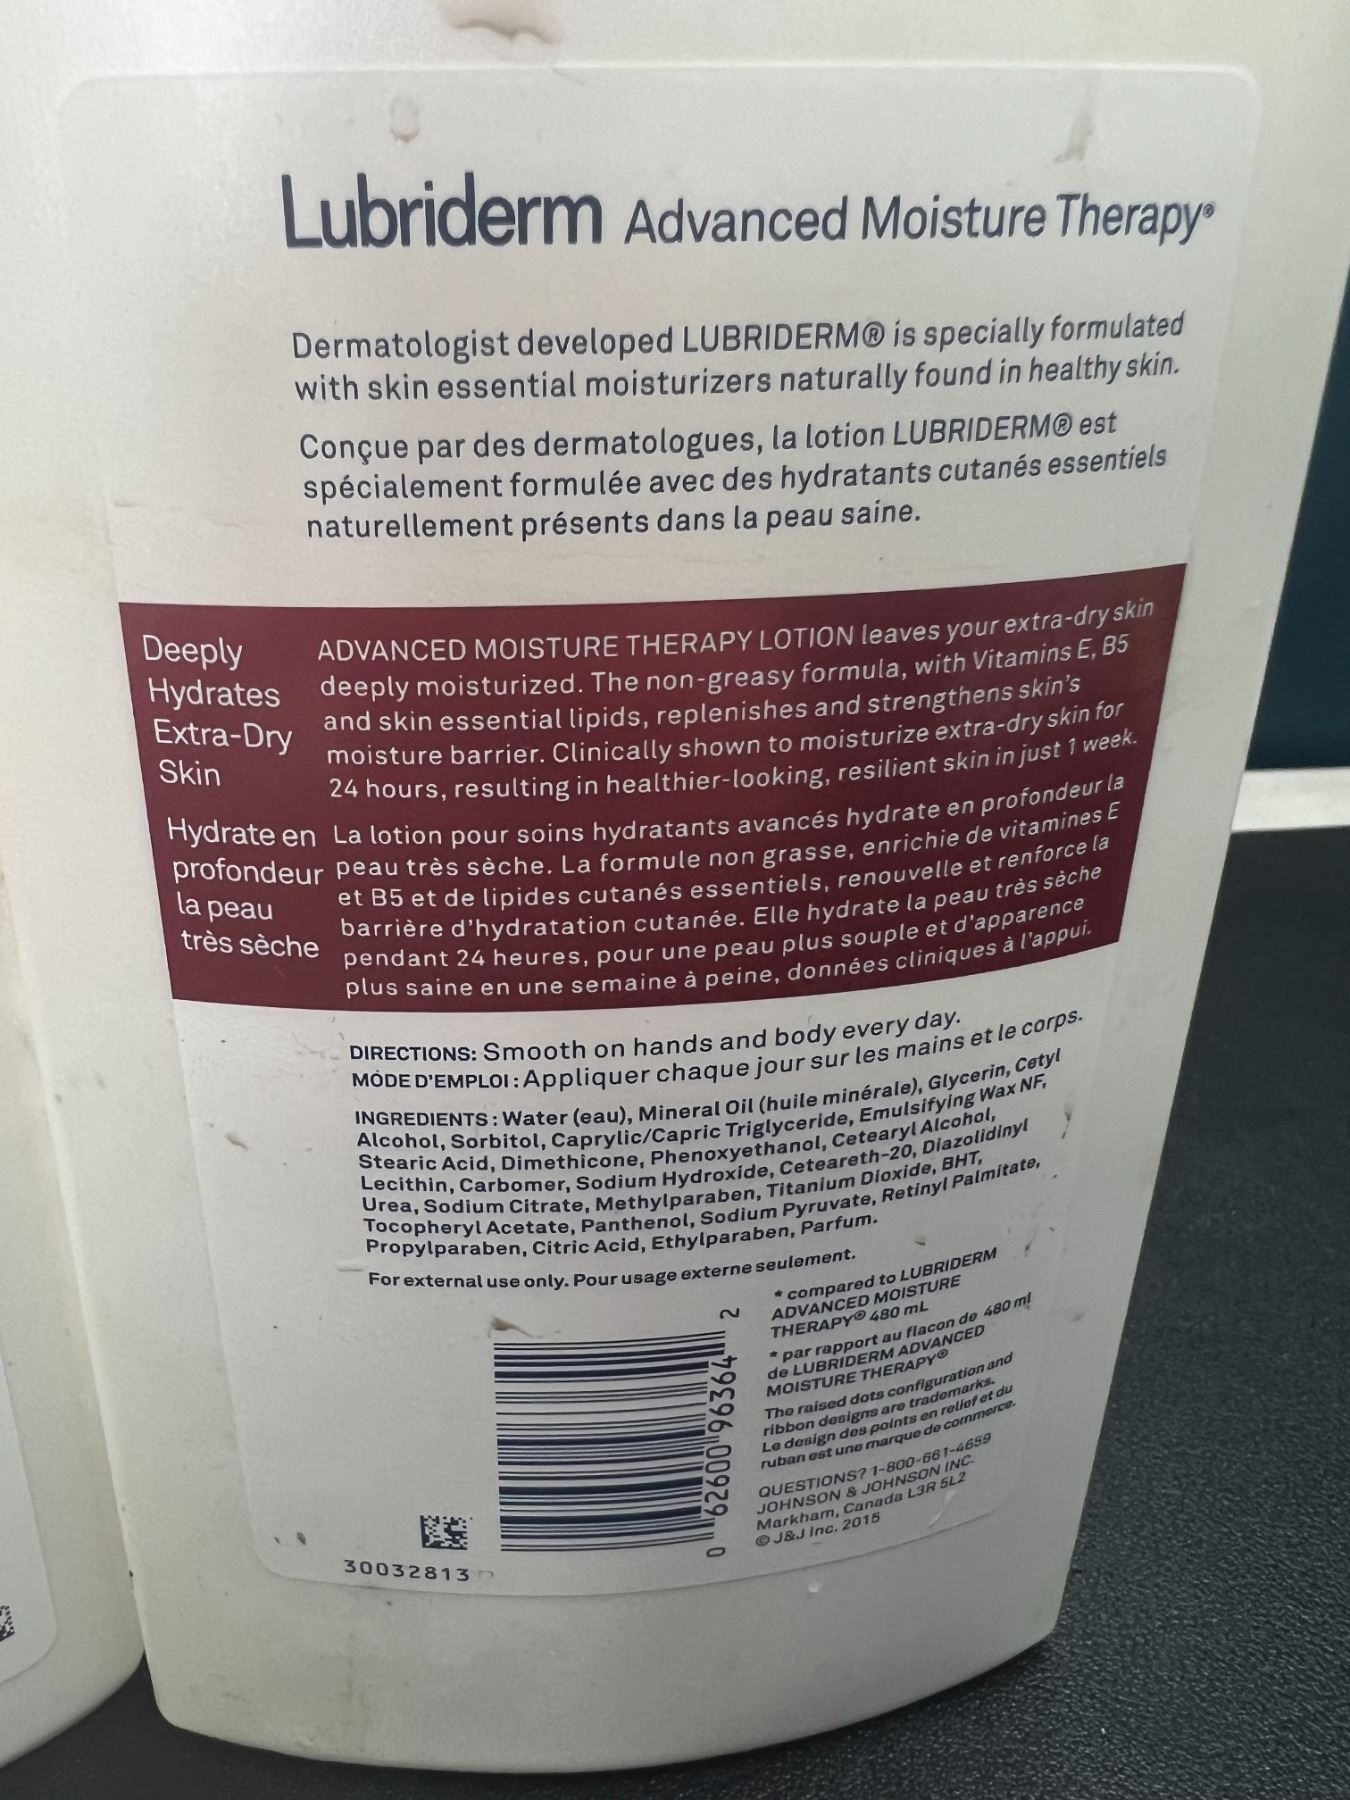 Lubriderm Advanced Moisture Therapy®
Dermatologist developed LUBRIDERM® is specially formulated
with skin essential moisturizers naturally found in healthy skin.
Conçue par des dermatologues, la lotion LUBRIDERM® est
spécialement formulée avec des hydratants cutanés essentiels
naturellement présents dans la peau saine.
Deeply
Hydrates
Extra-Dry
Skin
ADVANCED MOISTURE THERAPY LOTION leaves your extra-dry skin
deeply moisturized. The non-greasy formula, with Vitamins E, B5
and skin essential lipids, replenishes and strengthens skin's
moisture barrier. Clinically shown to moisturize extra-dry skin for
24 hours, resulting in healthier-looking, resilient skin in just 1 week.
Hydrate en
profondeur
la peau
très sèche
La lotion pour soins hydratants avancés hydrate en profondeur la
peau très sèche. La formule non grasse, enrichie de vitamines E
et B5 et de lipides cutanés essentiels, renouvelle et renforce la
barrière d'hydratation cutanée. Elle hydrate la peau très sèche
pendant 24 heures, pour une peau plus souple et d'apparence
plus saine en une semaine à peine, données cliniques à l'appui.
DIRECTIONS: Smooth on hands and body every day.
MODE D'EMPLOI : Appliquer chaque jour sur les mains et le corps.
INGREDIENTS : Water (eau), Mineral Oil (huile minérale), Glycerin, Cetyl
Alcohol, Sorbitol, Caprylic/Capric Triglyceride, Emulsifying Wax NF,
Stearic Acid, Dimethicone, Phenoxyethanol, Cetearyl Alcohol,
Lecithin, Carbomer, Sodium Hydroxide, Ceteareth-20, Diazolidinyl
Urea, Sodium Citrate, Methylparaben, Titanium Dioxide, BHT,
Tocopheryl Acetate, Panthenol, Sodium Pyruvate, Retinyl Palmitate,
Propylparaben, Citric Acid, Ethylparaben, Parfum.
For external use only. Pour usage externe seulement.
* compared to LUBRIDERM
ADVANCED MOISTURE
THERAPY® 480 mL
* par rapport au flacon de 480 ml
de LUBRIDERM ADVANCED
MOISTURE THERAPY®
The raised dots configuration and
ribbon designs are trademarks.
Le design des points en relief et du
ruban est une marque de commerce.
QUESTIONS? 1-800-661-4659
JOHNSON & JOHNSON INC.
Markham, Canada L3R 5L2
© J&J Inc. 2015
0 62600 96364 2
30032813